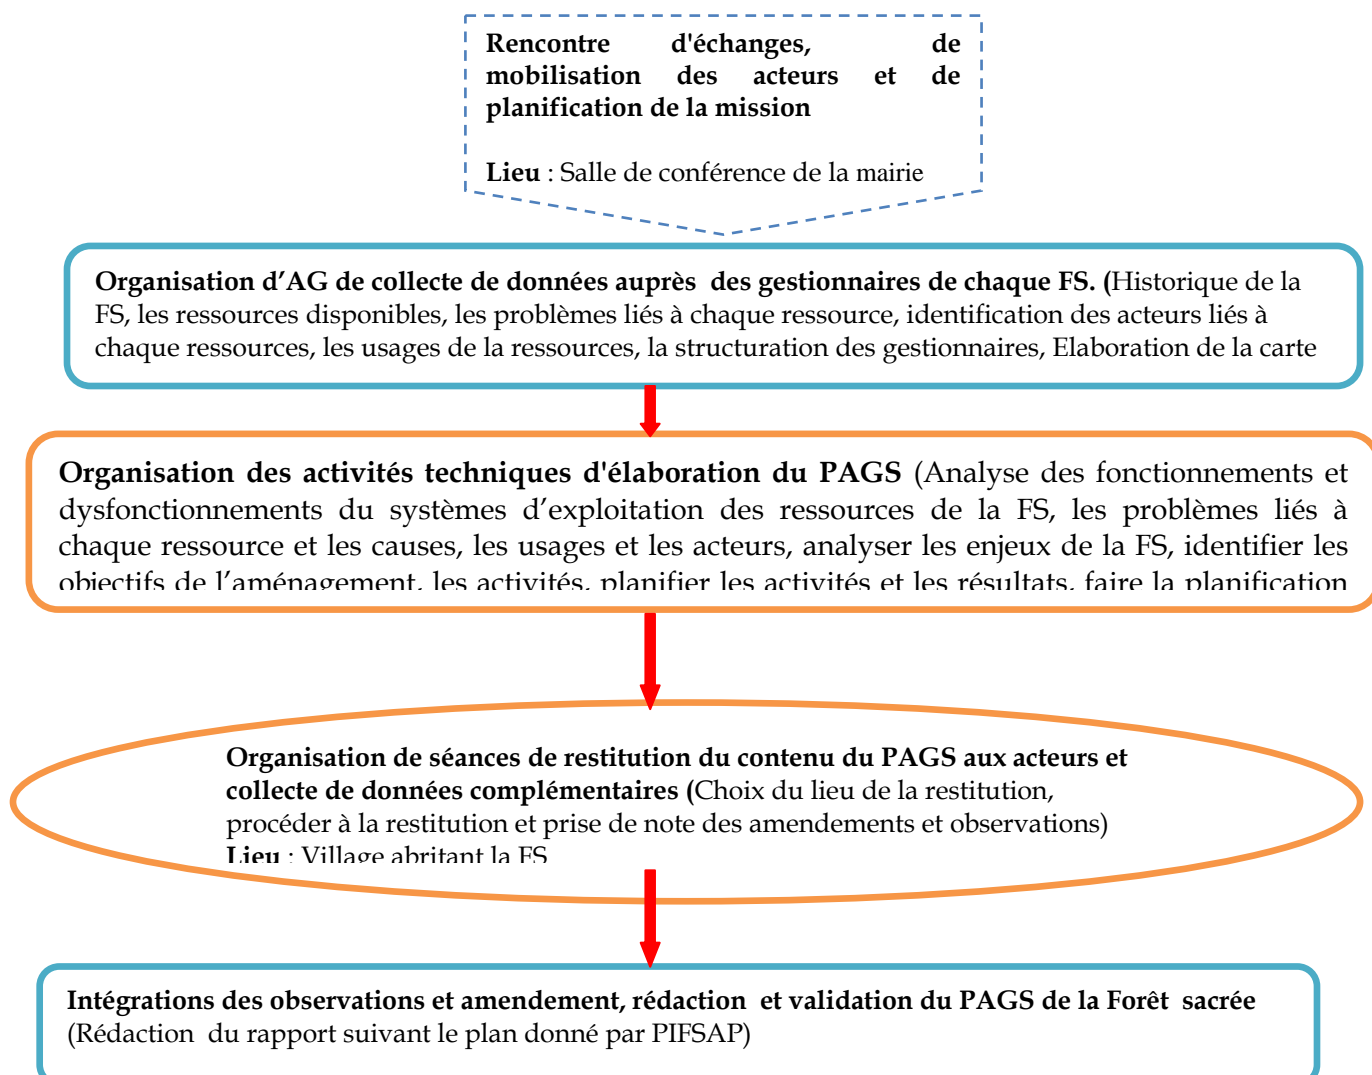 Rencontre d'échanges, de
mobilisation des acteurs et de
planification de la mission
Lieu : Salle de conférence de la mairie
Organisation d’AG de collecte de données auprès des gestionnaires de chaque FS. (Historique de la
FS, les ressources disponibles, les problèmes liés à chaque ressource, identification des acteurs liés à
chaque ressources, les usages de la ressources, la structuration des gestionnaires, Elaboration de la carte
Organisation des activités techniques d'élaboration du PAGS (Analyse des fonctionnements et
dysfonctionnements du systèmes d’exploitation des ressources de la FS, les problèmes liés à
chaque ressource et les causes, les usages et les acteurs, analyser les enjeux de la FS, identifier les
objectifs de l’aménagement, les activités, planifier les activités et les résultats, faire la planification
Organisation de séances de restitution du contenu du PAGS aux acteurs et
collecte de données complémentaires (Choix du lieu de la restitution,
procéder à la restitution et prise de note des amendements et observations)
Lieu : Village abritant la FS
Intégrations des observations et amendement, rédaction et validation du PAGS de la Forêt sacrée
(Rédaction du rapport suivant le plan donné par PIFSAP)